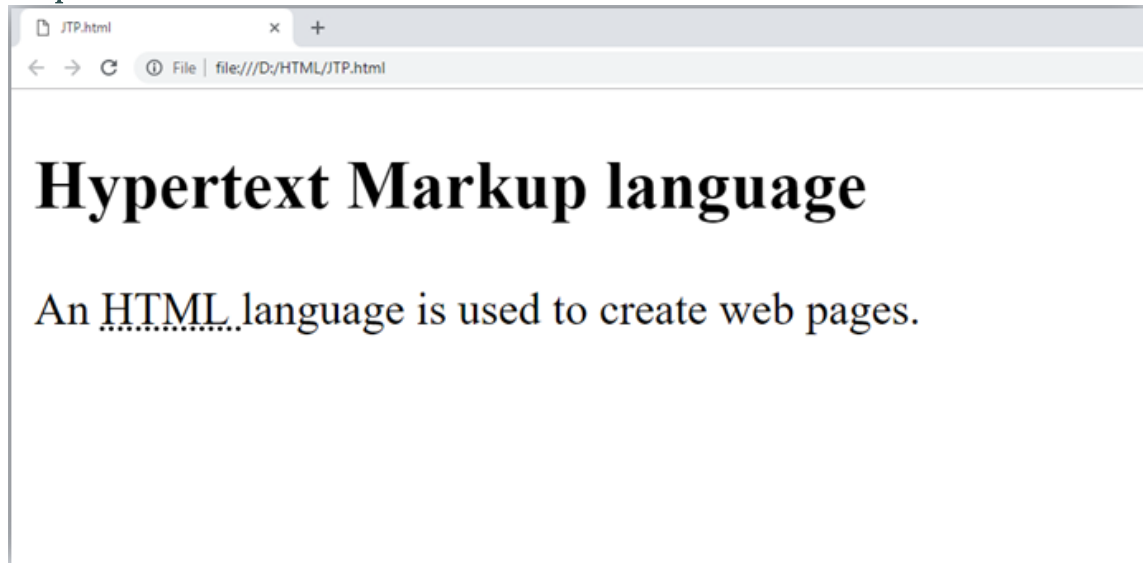 JTP.html
File | file:///D:/HTML/JTP.html
Hypertext Markup language
An HTML language is used to create web pages.